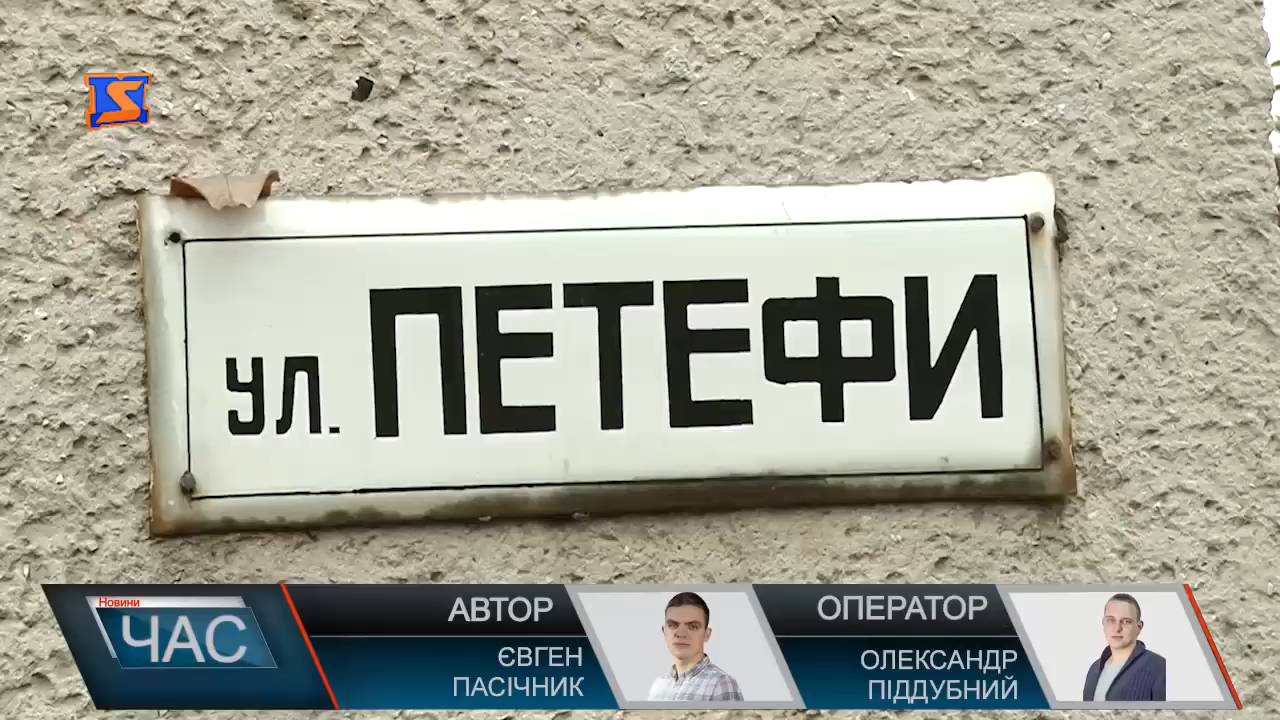 ул. ПЕТЕФИ
Новини
ЧАС
АВТОР
ЄВГЕН
ПАСІЧНИК
ОПЕРАТОР
ОЛЕКСАНДР
ПІДДУБНИЙ